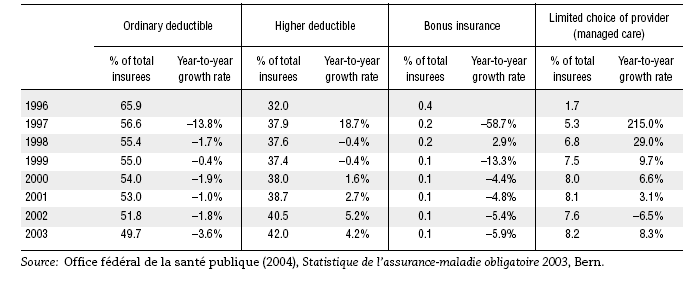 Ordinary deductible Higher deductible Bonus insurance Limited choice of provider (managed care)
% of total insurees Year-to-year growth rate % of total insurees Year-to-year growth rate % of total insurees Year-to-year growth rate % of total insurees Year-to-year growth rate
1996 65.9 32.0 0.4 1.7
1997 56.6 –13.8% 37.9 18.7% 0.2 –58.7% 5.3 215.0%
1998 55.4 –1.7% 37.6 –0.4% 0.2 2.9% 6.8 29.0%
1999 55.0 –0.4% 37.4 –0.4% 0.1 –13.3% 7.5 9.7%
2000 54.0 –1.9% 38.0 1.6% 0.1 –4.4% 8.0 6.6%
2001 53.0 –1.0% 38.7 2.7% 0.1 –4.8% 8.1 3.1%
2002 51.8 –1.8% 40.5 5.2% 0.1 –5.4% 7.6 –6.5%
2003 49.7 –3.6% 42.0 4.2% 0.1 –5.9% 8.2 8.3%
Source: Office fédéral de la santé publique (2004), Statistique de l'assurance-maladie obligatoire 2003, Bern.